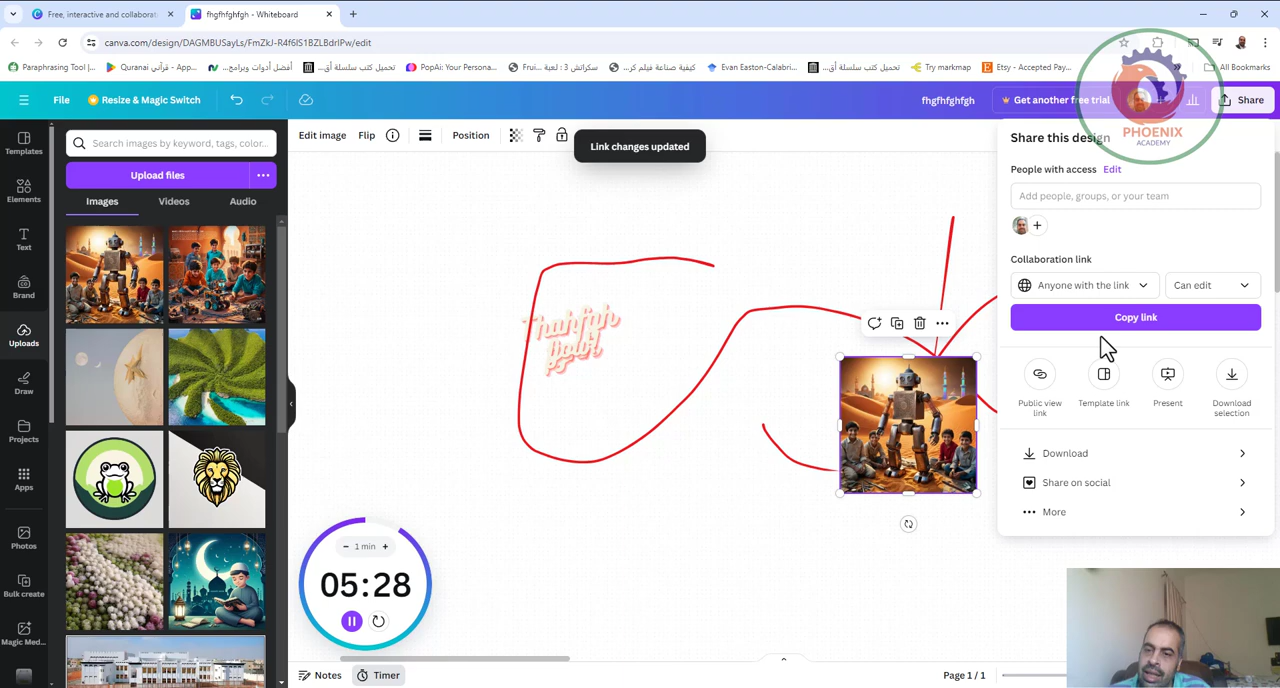 Free, interactive and collaborat
fhgfhfghfgh - Whiteboard
canva.com/design/DAGMBUSayLs/FmZkJ-R4f6IS1BZLBdrIPw/edit
Paraphrasing Tool |...
Quranai - قرآني - App...
أفضل أدوات وبرامج...
تحميل كتب سلسلة أق...
PopAi: Your Persona...
سكراتش 3 : لعبة Frui...
كيفية صناعة فيلم كر...
Evan Easton-Calabri...
تحميل كتب سلسلة أق...
Try markmap
Etsy - Accepted Pay...
All Bookmarks
File
Resize & Magic Switch
fhgfhfghfgh
Get another free trial
Share
PHOENIX
ACADEMY
Templates
Elements
Text
Brand
Uploads
Draw
Projects
Apps
Photos
Bulk create
Magic Med...
Search images by keyword, tags, color...
Upload files
Images
Videos
Audio
Edit image
Flip
Position
Link changes updated
Share this design
People with access
Edit
Add people, groups, or your team
Collaboration link
Anyone with the link
Can edit
Copy link
Public view
link
Template link
Present
Download
selection
Download
Share on social
More
1 min
05:28
Notes
Timer
Page 1 / 1